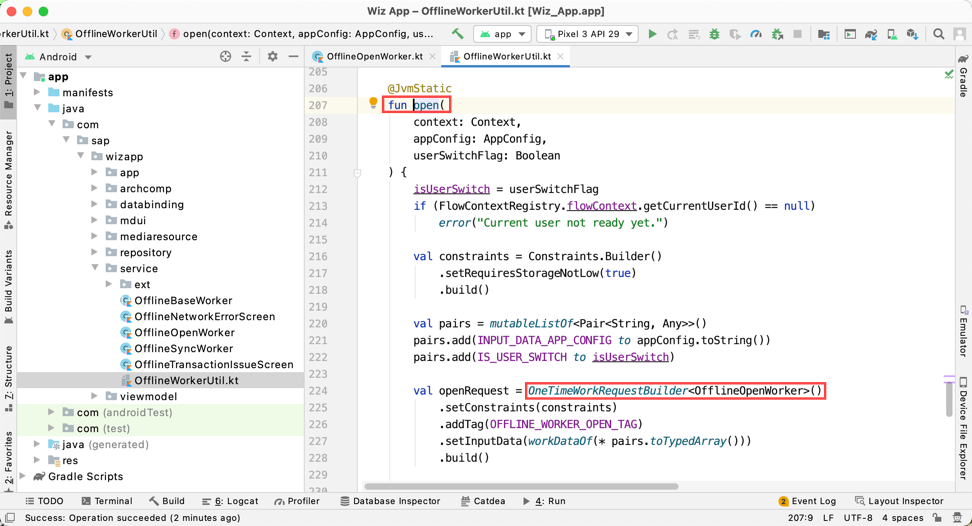 Wiz App – OfflineWorkerUtil.kt [Wiz_App.app]
rkerUtil.kt OfflineWorkerUtil open(context: Context, appConfig: AppConfig, us... app Pixel 3 API 29
Android
OfflineOpenWorker.kt OfflineWorkerUtil.kt
1: Project
Resource Manager
Build Variants
Z: Structure
2: Favorites
app
manifests
java
com
sap
wizapp
app
archcomp
databinding
mdui
mediaresource
repository
service
ext
OfflineBaseWorker
OfflineNetworkErrorScreen
OfflineOpenWorker
OfflineSyncWorker
OfflineTransactionIssueScreen
OfflineWorkerUtil.kt
viewmodel
com (androidTest)
com (test)
java (generated)
res
Gradle Scripts
205
206 @JvmStatic
207 fun open(
208 context: Context,
209 appConfig: AppConfig,
210 userSwitchFlag: Boolean
211 ) {
212 isUserSwitch = userSwitchFlag
213 if (FlowContextRegistry.flowContext.getCurrentUserId() == null)
214 error("Current user not ready yet.")
215
216 val constraints = Constraints.Builder()
217 .setRequiresStorageNotLow(true)
218 .build()
219
220 val pairs = mutableListOf<Pair<String, Any>>()
221 pairs.add(INPUT_DATA_APP_CONFIG to appConfig.toString())
222 pairs.add(IS_USER_SWITCH to isUserSwitch)
223
224 val openRequest = OneTimeWorkRequestBuilder<OfflineOpenWorker>()
225 .setConstraints(constraints)
226 .addTag(OFFLINE_WORKER_OPEN_TAG)
227 .setInputData(workDataOf(* pairs.toTypedArray()))
228 .build()
229
230
Gradle
Emulator
Device File Explorer
TODO Terminal Build 6: Logcat Profiler Database Inspector Catdea 4: Run 2 Event Log Layout Inspector
Success: Operation succeeded (2 minutes ago) 207:9 LF UTF-8 4 spaces